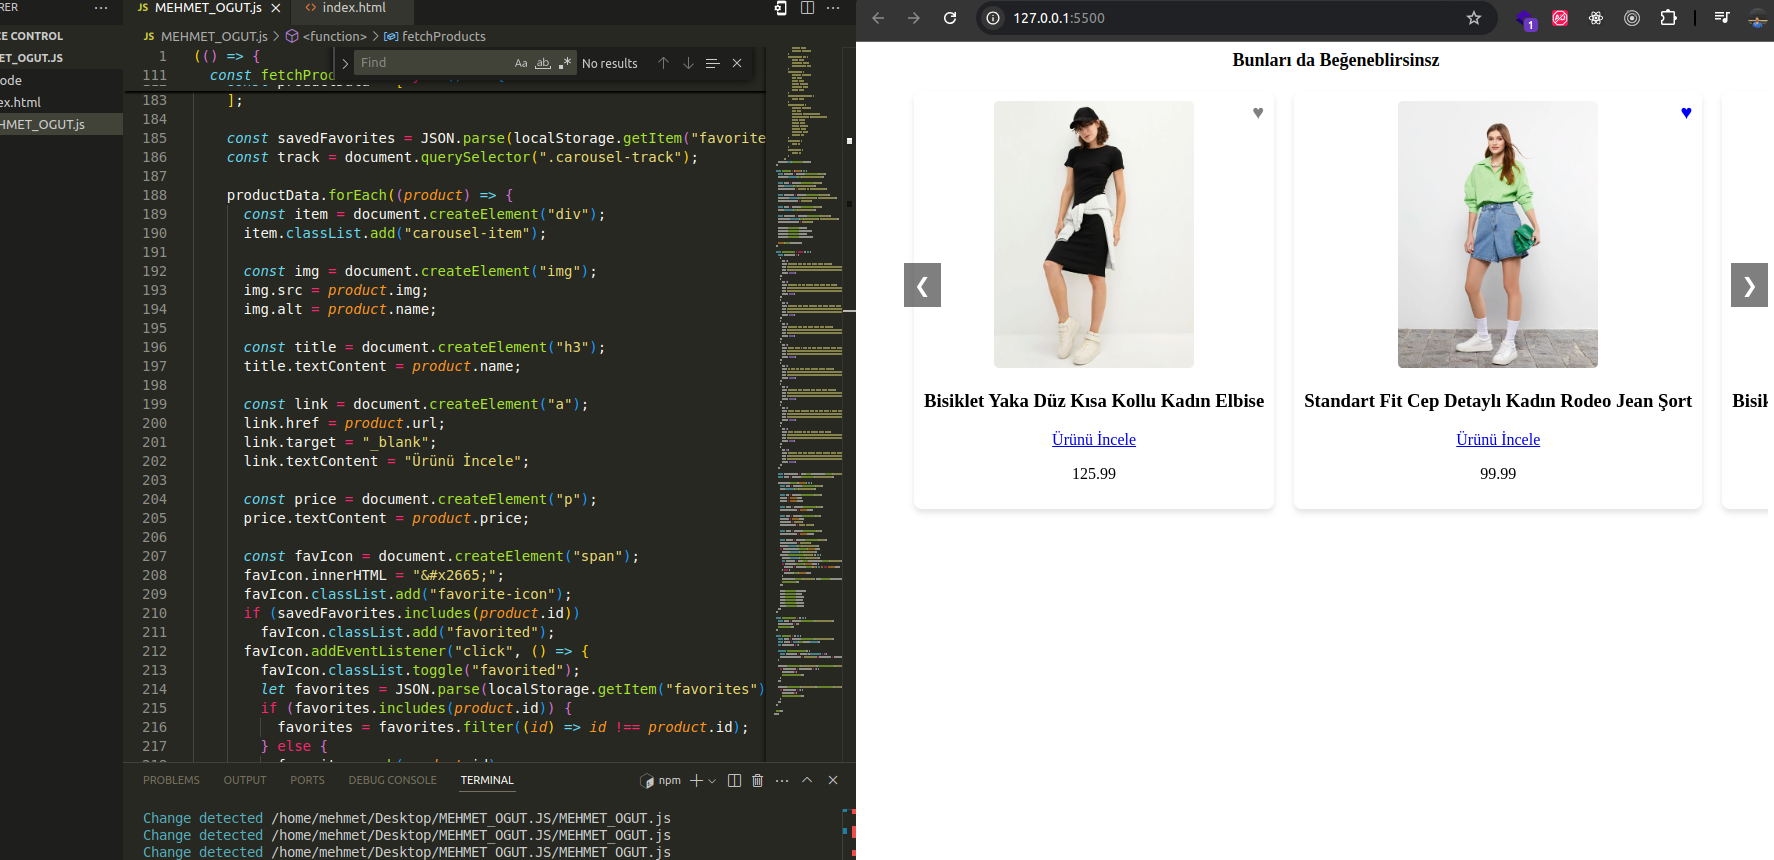 RER ···
CE CONTROL
MET_OGUT.JS
ode
ex.html
HMET_OGUT.js
JS MEHMET_OGUT.js × <> index.html ···
JS MEHMET_OGUT.js > <function> > fetchProducts
Find Aa ab .* No results
1 (() => {
111 const fetchProd
183 ];
184
185 const savedFavorites = JSON.parse(localStorage.getItem("favorite
186 const track = document.querySelector(".carousel-track");
187
188 productData.forEach((product) => {
189 const item = document.createElement("div");
190 item.classList.add("carousel-item");
191
192 const img = document.createElement("img");
193 img.src = product.img;
194 img.alt = product.name;
195
196 const title = document.createElement("h3");
197 title.textContent = product.name;
198
199 const link = document.createElement("a");
200 link.href = product.url;
201 link.target = "_blank";
202 link.textContent = "Ürünü İncele";
203
204 const price = document.createElement("p");
205 price.textContent = product.price;
206
207 const favIcon = document.createElement("span");
208 favIcon.innerHTML = "&#x2665;";
209 favIcon.classList.add("favorite-icon");
210 if (savedFavorites.includes(product.id))
211 favIcon.classList.add("favorited");
212 favIcon.addEventListener("click", () => {
213 favIcon.classList.toggle("favorited");
214 let favorites = JSON.parse(localStorage.getItem("favorites")
215 if (favorites.includes(product.id)) {
216 favorites = favorites.filter((id) => id !== product.id);
217 } else {
PROBLEMS OUTPUT PORTS DEBUG CONSOLE TERMINAL npm
Change detected /home/mehmet/Desktop/MEHMET_OGUT.JS/MEHMET_OGUT.js
Change detected /home/mehmet/Desktop/MEHMET_OGUT.JS/MEHMET_OGUT.js
Change detected /home/mehmet/Desktop/MEHMET_OGUT.JS/MEHMET_OGUT.js
127.0.0.1:5500
1
Bunları da Beğeneblirsinsz
♥ ♥
❮ ❯
Bisiklet Yaka Düz Kısa Kollu Kadın Elbise
Ürünü İncele
125.99
Standart Fit Cep Detaylı Kadın Rodeo Jean Şort
Ürünü İncele
99.99
Bisik